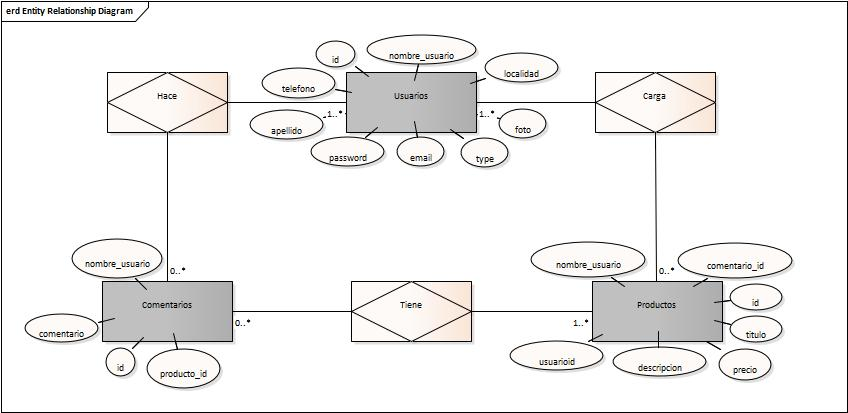 erd Entity Relationship Diagram
id
nombre_usuario
localidad
telefono
Hace
Usuarios
Carga
1..*
1..*
apellido
foto
password
email
type
0..*
0..*
nombre_usuario
nombre_usuario
comentario_id
Comentarios
Tiene
Productos
id
comentario
0..*
1..*
titulo
id
producto_id
usuarioid
descripcion
precio